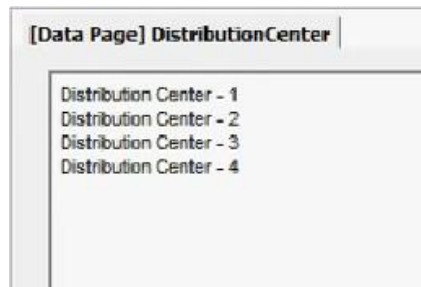 [Data Page] DistributionCenter
Distribution Center - 1
Distribution Center - 2
Distribution Center - 3
Distribution Center - 4